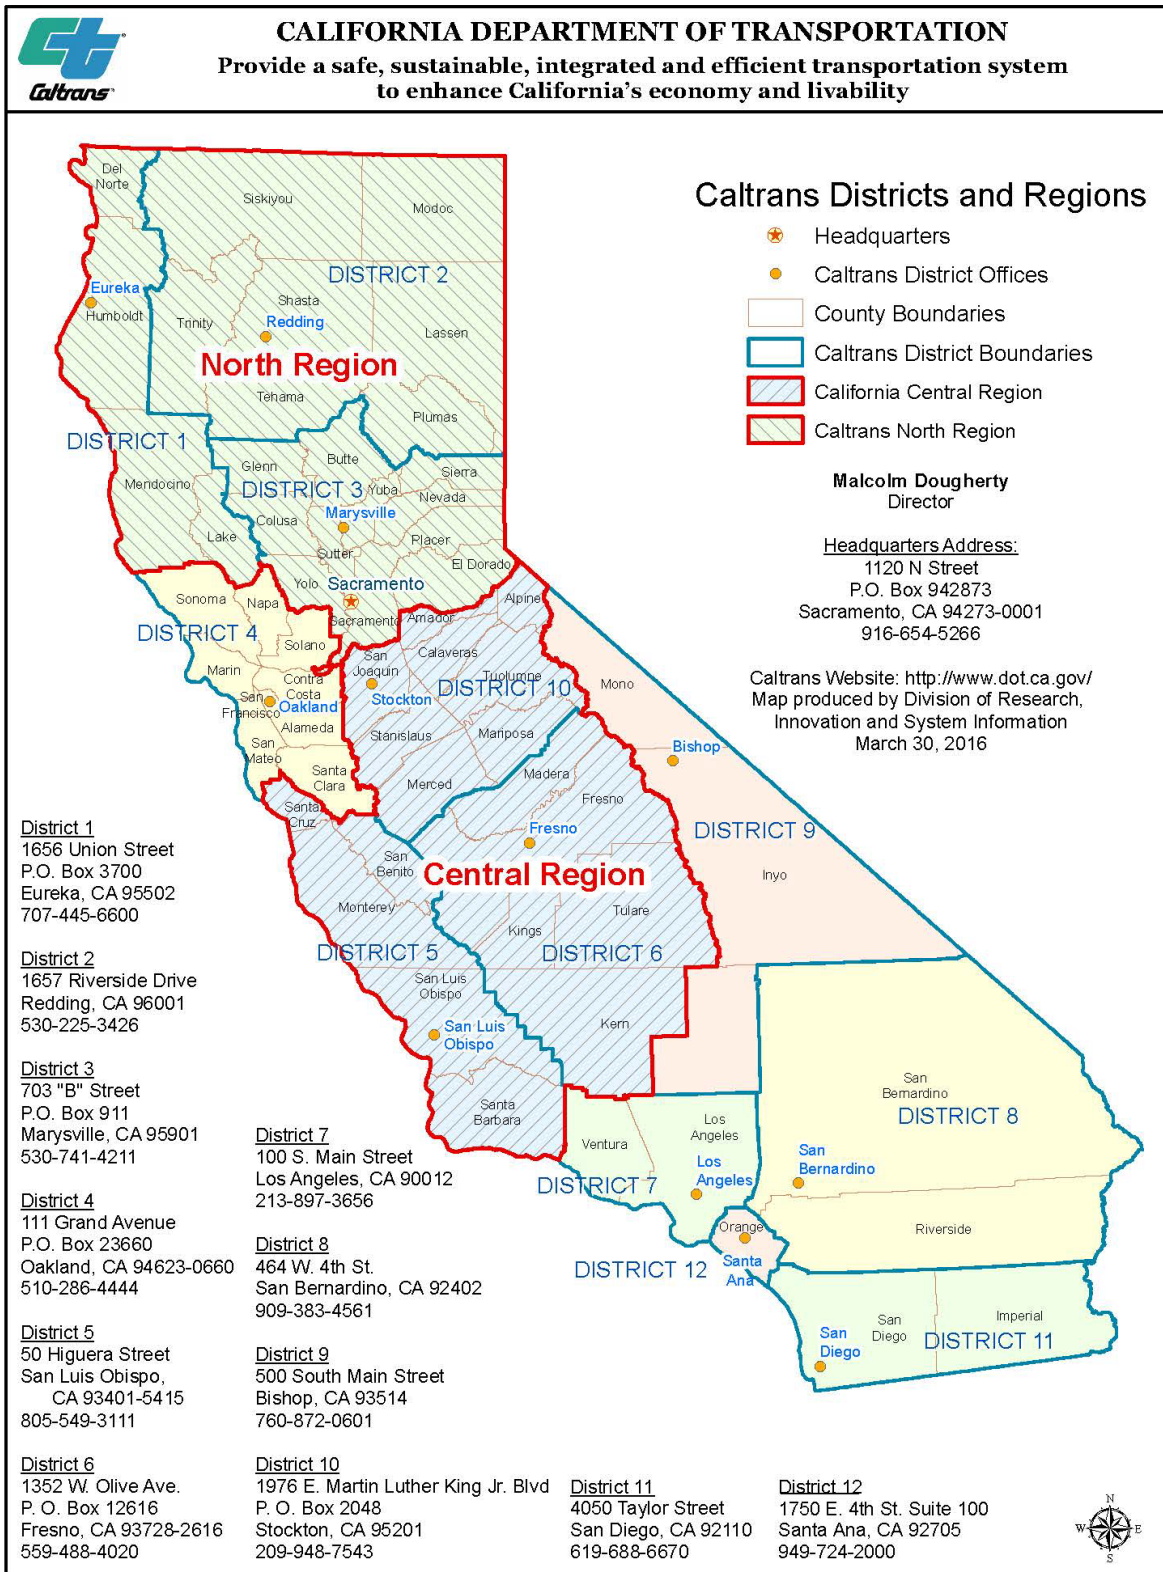 Caltrans
CALIFORNIA DEPARTMENT OF TRANSPORTATION
Provide a safe, sustainable, integrated and efficient transportation system
to enhance California's economy and livability
Caltrans Districts and Regions
Headquarters
Caltrans District Offices
County Boundaries
Caltrans District Boundaries
California Central Region
Caltrans North Region
Malcolm Dougherty
Director
Headquarters Address:
1120 N Street
P.O. Box 942873
Sacramento, CA 94273-0001
916-654-5266
Caltrans Website: http://www.dot.ca.gov/
Map produced by Division of Research,
Innovation and System Information
March 30, 2016
Del
Norte
Siskiyou
Modoc
DISTRICT 2
Eureka
Humboldt
Shasta
Trinity
Redding
Lassen
North Region
Tehama
Plumas
DISTRICT 1
Glenn
Butte
Sierra
Mendocino
DISTRICT 3
Yuba
Nevada
Colusa
Marysville
Lake
Sutter
Placer
El Dorado
Yolo
Sacramento
Sacramento
Sonoma
Napa
DISTRICT 4
Solano
Marin
Contra
Costa
San
Francisco
Oakland
Alameda
San
Mateo
Santa
Clara
Alpine
Amador
Calaveras
San
Joaquin
Tuolumne
DISTRICT 10
Stockton
Mono
Stanislaus
Mariposa
Bishop
Merced
Madera
Fresno
Santa
Cruz
Fresno
DISTRICT 9
San
Benito
Central Region
Inyo
Monterey
Tulare
Kings
DISTRICT 5
DISTRICT 6
San Luis
Obispo
San Luis
Obispo
Kern
Santa
Barbara
San
Bernardino
DISTRICT 8
Ventura
Los
Angeles
Los
Angeles
San
Bernardino
DISTRICT 7
Orange
Riverside
DISTRICT 12
Santa
Ana
San
Diego
San
Diego
Imperial
DISTRICT 11
District 1
1656 Union Street
P.O. Box 3700
Eureka, CA 95502
707-445-6600
District 2
1657 Riverside Drive
Redding, CA 96001
530-225-3426
District 3
703 "B" Street
P.O. Box 911
Marysville, CA 95901
530-741-4211
District 4
111 Grand Avenue
P.O. Box 23660
Oakland, CA 94623-0660
510-286-4444
District 5
50 Higuera Street
San Luis Obispo,
CA 93401-5415
805-549-3111
District 6
1352 W. Olive Ave.
P. O. Box 12616
Fresno, CA 93728-2616
559-488-4020
District 7
100 S. Main Street
Los Angeles, CA 90012
213-897-3656
District 8
464 W. 4th St.
San Bernardino, CA 92402
909-383-4561
District 9
500 South Main Street
Bishop, CA 93514
760-872-0601
District 10
1976 E. Martin Luther King Jr. Blvd
P. O. Box 2048
Stockton, CA 95201
209-948-7543
District 11
4050 Taylor Street
San Diego, CA 92110
619-688-6670
District 12
1750 E. 4th St. Suite 100
Santa Ana, CA 92705
949-724-2000
N
W
E
S